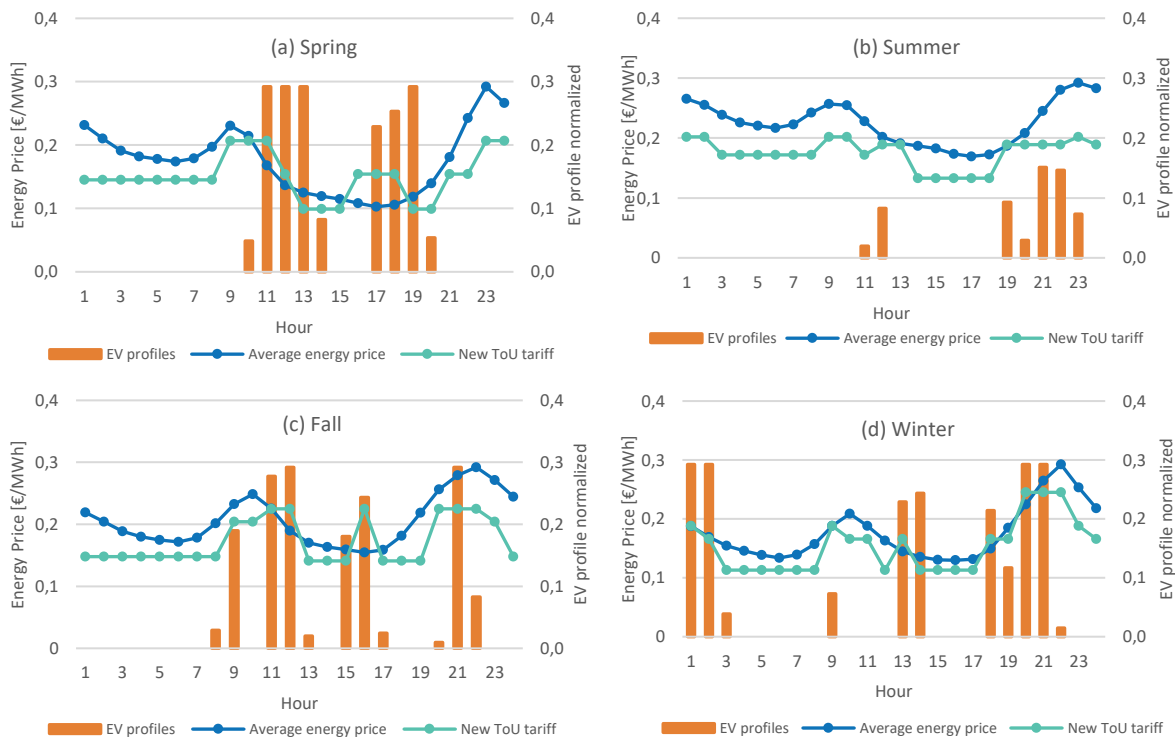 (a) Spring
Energy Price [€/MWh]
EV profile normalized
0,4
0,3
0,2
0,1
0,0
0,4
0,3
0,2
0,1
0,0
1 3 5 7 9 11 13 15 17 19 21 23
Hour
EV profiles Average energy price New ToU tariff
(b) Summer
Energy Price [€/MWh]
EV profile normalized
0,4
0,3
0,2
0,1
0
0,4
0,3
0,2
0,1
0,0
1 3 5 7 9 11 13 15 17 19 21 23
Hour
EV profiles Average energy price New ToU tariff
(c) Fall
Energy Price [€/MWh]
EV profile normalized
0,4
0,3
0,2
0,1
0
0,4
0,3
0,2
0,1
0,0
1 3 5 7 9 11 13 15 17 19 21 23
Hour
EV profiles Average energy price New ToU tariff
(d) Winter
Energy Price [€/MWh]
EV profile normalized
0,4
0,3
0,2
0,1
0
0,4
0,3
0,2
0,1
0,0
1 3 5 7 9 11 13 15 17 19 21 23
Hour
EV profiles Average energy price New ToU tariff